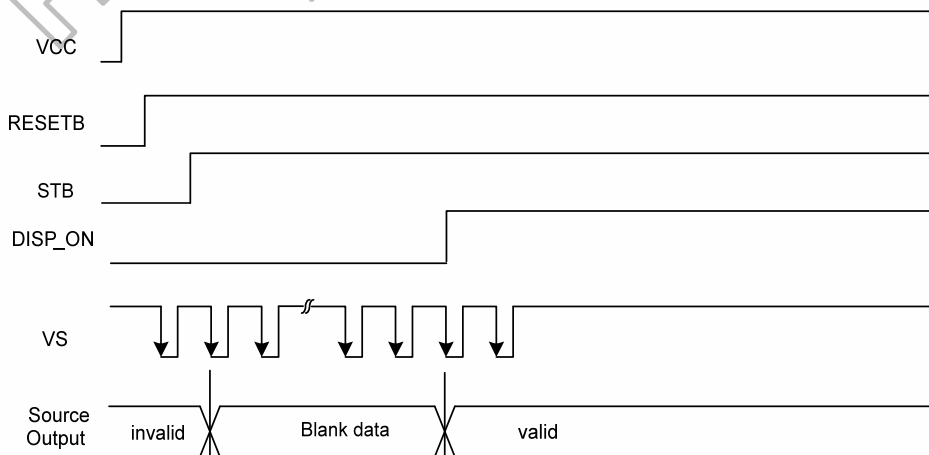 VCC
RESETB
STB
DISP_ON
VS
Source
Output
invalid
Blank data
valid